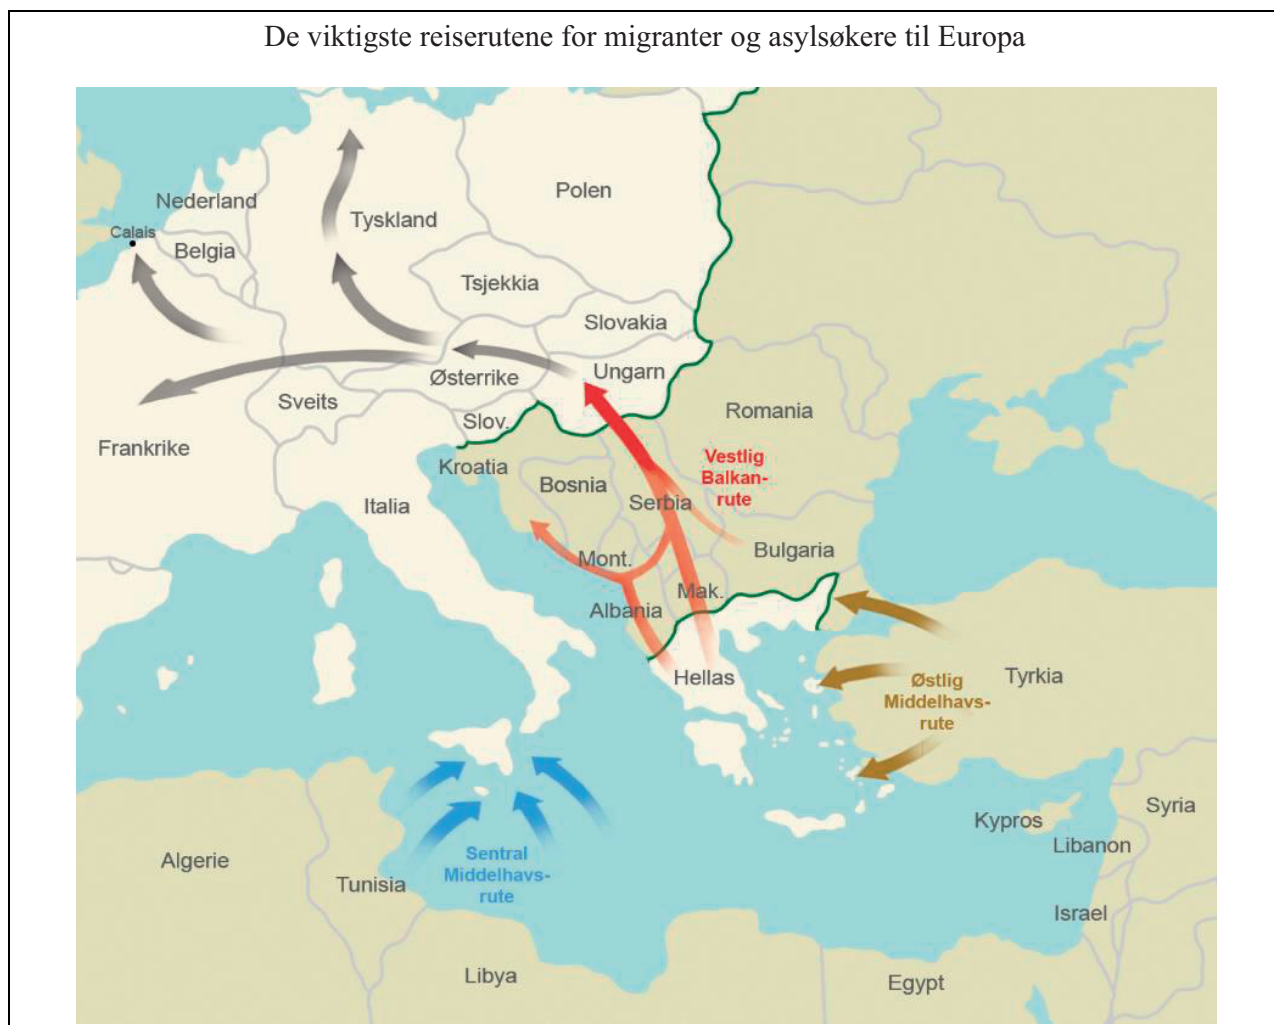 De viktigste reiserutene for migranter og asylsøkere til Europa
Nederland
Polen
Calais
Tyskland
Belgia
Tsjekkia
Slovakia
Ungarn
Østerrike
Sveits
Slov.
Romania
Frankrike
Kroatia
Vestlig
Balkan-
rute
Bosnia
Italia
Serbia
Bulgaria
Mont.
Mak.
Albania
Hellas
Østlig
Middelhavs-
rute
Tyrkia
Syria
Kypros
Libanon
Sentral
Middelhavs-
rute
Algerie
Tunisia
Israel
Libya
Egypt